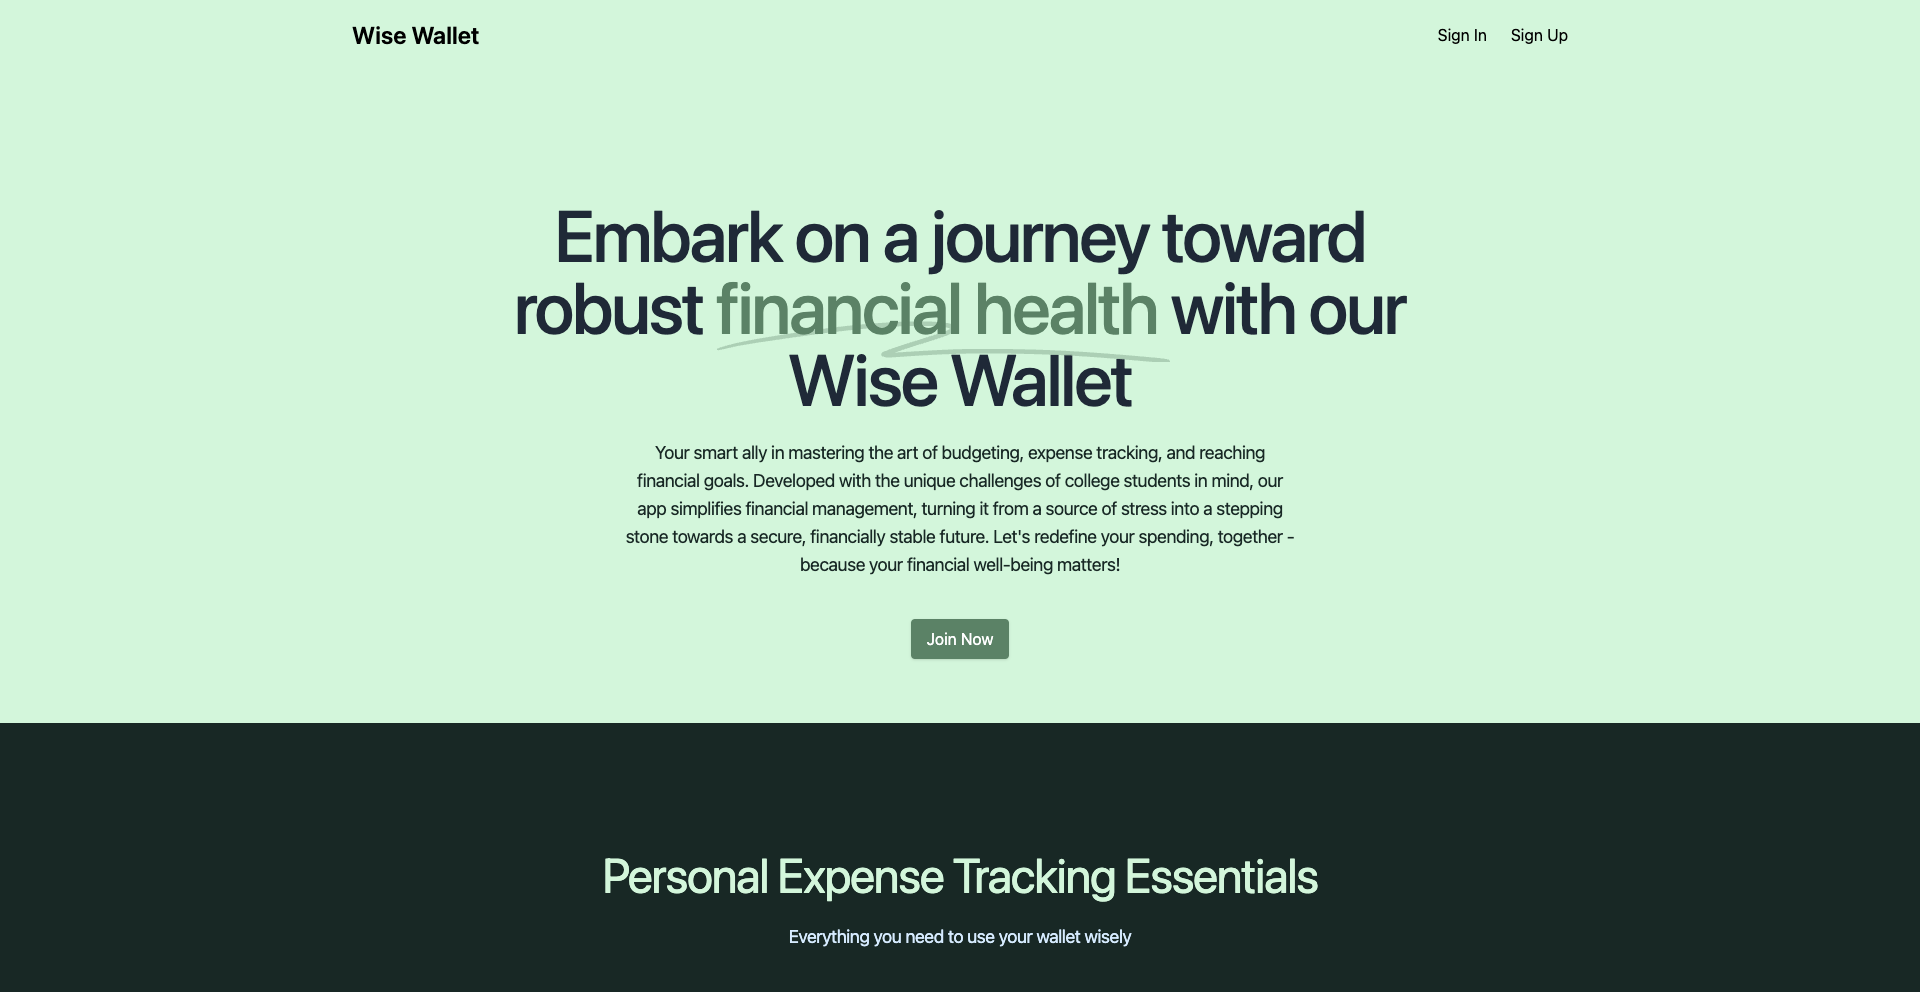 Wise Wallet
Sign In
Sign Up
Embark on a journey toward
robust financial health with our
Wise Wallet
Your smart ally in mastering the art of budgeting, expense tracking, and reaching
financial goals. Developed with the unique challenges of college students in mind, our
app simplifies financial management, turning it from a source of stress into a stepping
stone towards a secure, financially stable future. Let's redefine your spending, together -
because your financial well-being matters!
Join Now
Personal Expense Tracking Essentials
Everything you need to use your wallet wisely